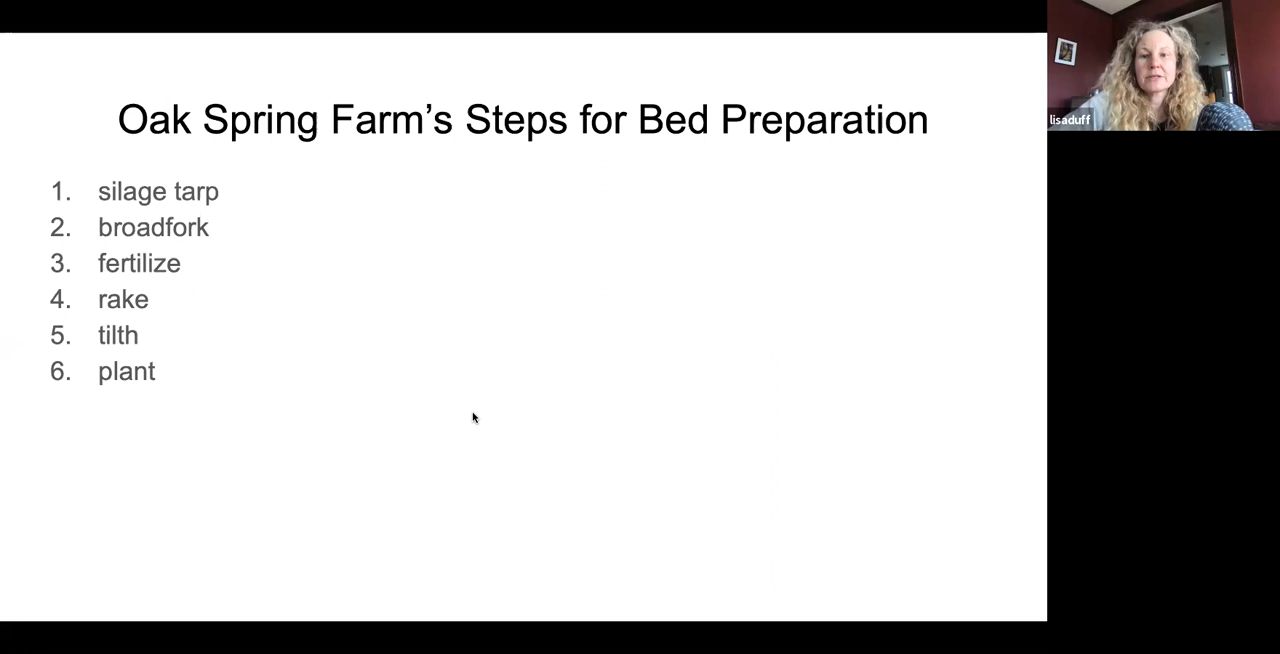 Oak Spring Farm’s Steps for Bed Preparation
1. silage tarp
2. broadfork
3. fertilize
4. rake
5. tilth
6. plant
lisaduff